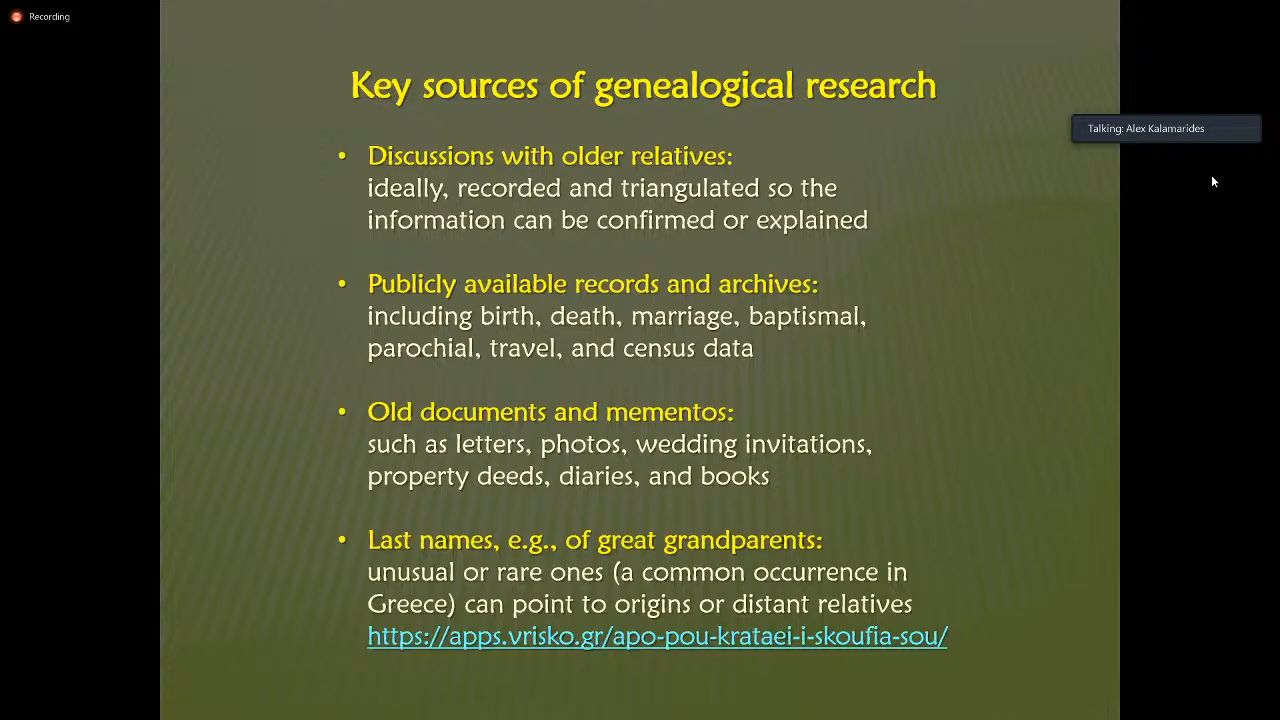 Recording
Key sources of genealogical research
Talking: Alex Kalamarides
• Discussions with older relatives:
ideally, recorded and triangulated so the
information can be confirmed or explained
• Publicly available records and archives:
including birth, death, marriage, baptismal,
parochial, travel, and census data
• Old documents and mementos:
such as letters, photos, wedding invitations,
property deeds, diaries, and books
• Last names, e.g., of great grandparents:
unusual or rare ones (a common occurrence in
Greece) can point to origins or distant relatives
https://apps.vrisko.gr/apo-pou-krataei-i-skoufia-sou/